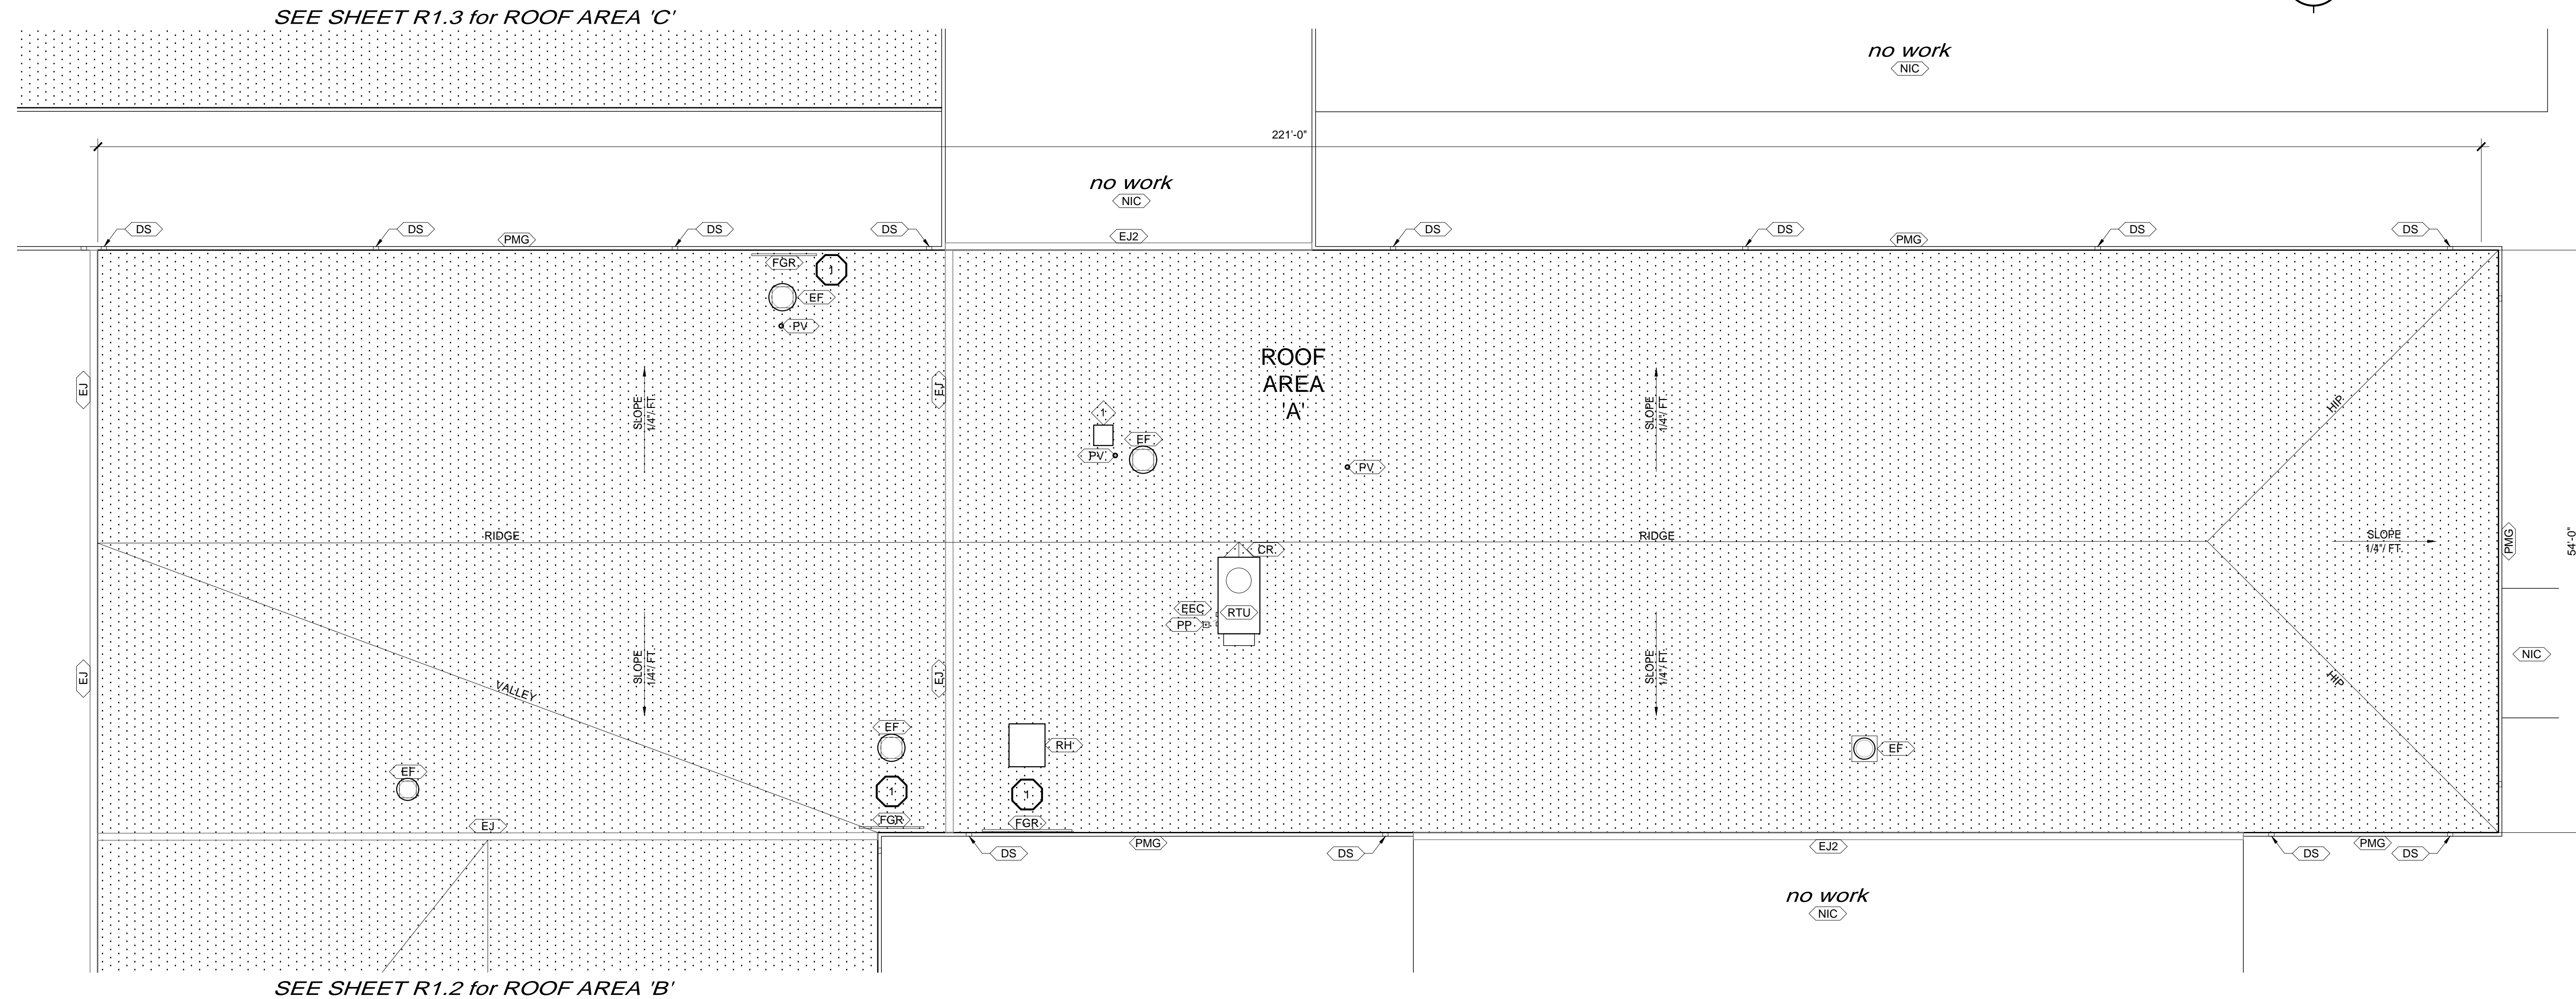 SEE SHEET R1.3 for ROOF AREA 'C'
no work
NIC
221'-0"
no work
NIC
DS
DS
DS
DS
DS
DS
DS
DS
PMG
EJ2
PMG
FGR
1
EF
PV
ROOF
AREA
'A'
EJ
EJ
SLOPE
1/4"/ FT.
SLOPE
1/4"/ FT.
HIP
1
EF
PV
PV
RIDGE
RIDGE
SLOPE
1/4"/ FT.
PMG
54'-0"
CR
EEC
RTU
PP
EJ
EJ
SLOPE
1/4"/ FT.
SLOPE
1/4"/ FT.
HIP
NIC
VALLEY
EF
RH
EF
EF
1
1
FGR
FGR
EJ
PMG
DS
DS
EJ2
PMG
DS
DS
no work
NIC
SEE SHEET R1.2 for ROOF AREA 'B'